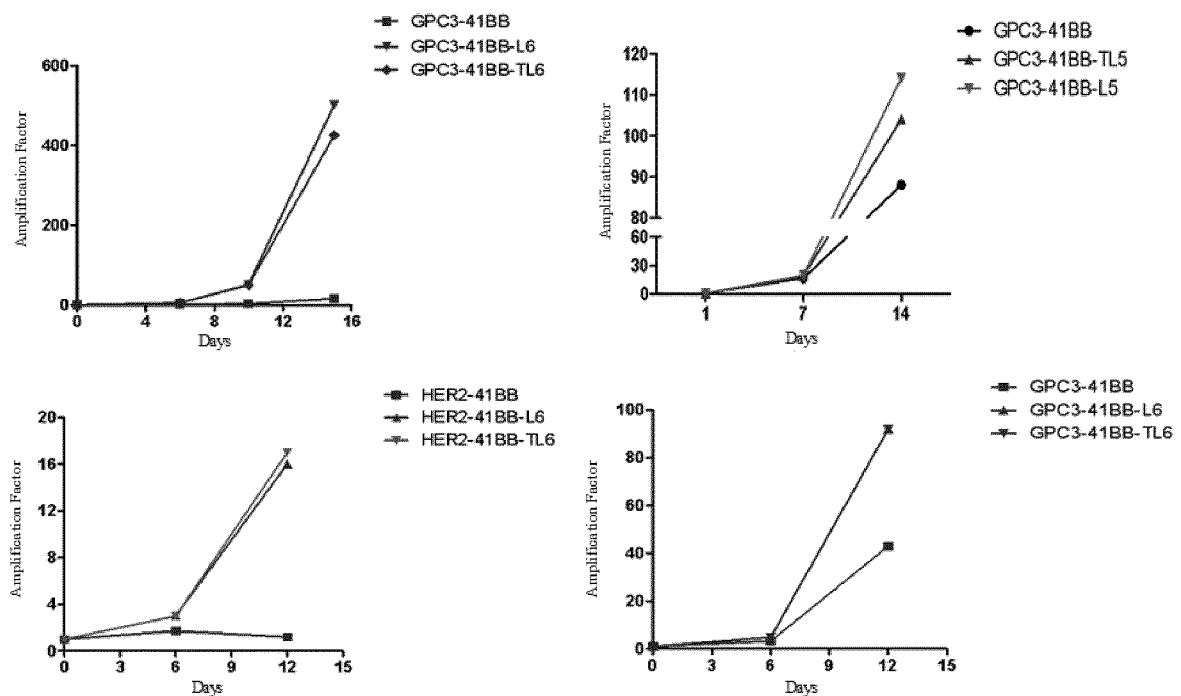 GPC3-41BB
GPC3-41BB-L6
GPC3-41BB-TL6
600
400
200
0
Amplification Factor
0 4 8 12 16
Days
GPC3-41BB
GPC3-41BB-TL5
GPC3-41BB-L5
120
110
100
90
80
60
30
0
Amplification Factor
1 7 14
Days
HER2-41BB
HER2-41BB-L6
HER2-41BB-TL6
20
16
12
8
4
0
Amplification Factor
0 3 6 9 12 15
Days
GPC3-41BB
GPC3-41BB-L6
GPC3-41BB-TL6
100
80
60
40
20
0
Amplification Factor
0 3 6 9 12 15
Days